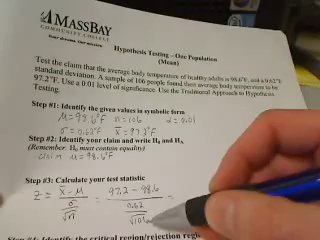 MASSBAY
COMMUNITY COLLEGE
Your dreams. Our mission.
Hypothesis Testing – One Population
(Mean)
Test the claim that the average body temperature of healthy adults is 98.6°F, and a 0.62°F
standard deviation. A sample of 106 people found their average body temperature to be
97.2°F. Use a 0.01 level of significance. Use the Traditional Approach to Hypothesis
Testing.
Step #1: Identify the given values in symbolic form
μ = 98.6°F n = 106 α = 0.01
σ = 0.62°F x̄ = 97.2°F
Step #2: Identify your claim and write H₀ and Hₐ
(Remember: H₀ must contain equality)
claim μ = 98.6°F
Step #3: Calculate your test statistic
z = (x̄ - μ) / (σ/√n) = (97.2 - 98.6) / (0.62/√106) =
Step #4: Identify the critical region/rejection